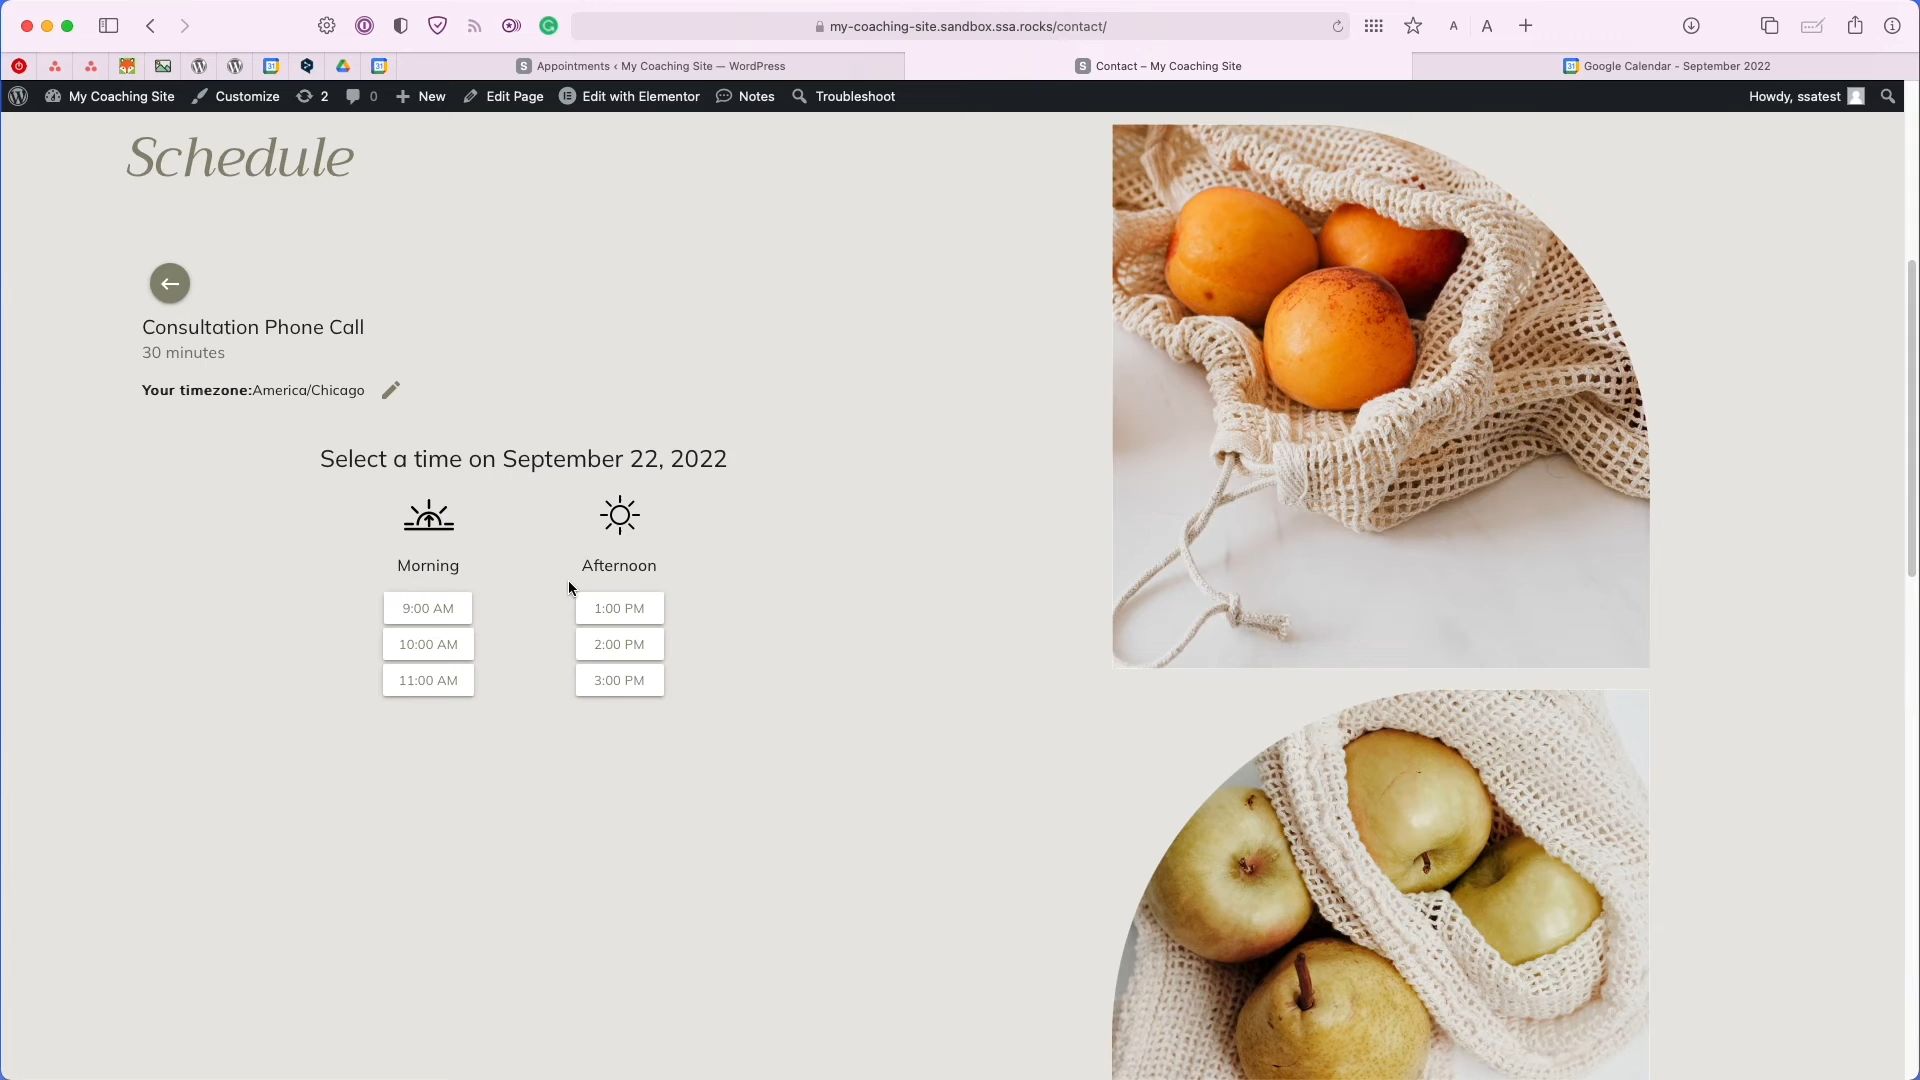 my-coaching-site.sandbox.ssa.rocks/contact/
A A
Appointments ‹ My Coaching Site — WordPress
Contact – My Coaching Site
Google Calendar - September 2022
My Coaching Site Customize 2 0 New Edit Page Edit with Elementor Notes Troubleshoot Howdy, ssatest
Schedule
Consultation Phone Call
30 minutes
Your timezone:America/Chicago
Select a time on September 22, 2022
Morning Afternoon
9:00 AM 1:00 PM
10:00 AM 2:00 PM
11:00 AM 3:00 PM